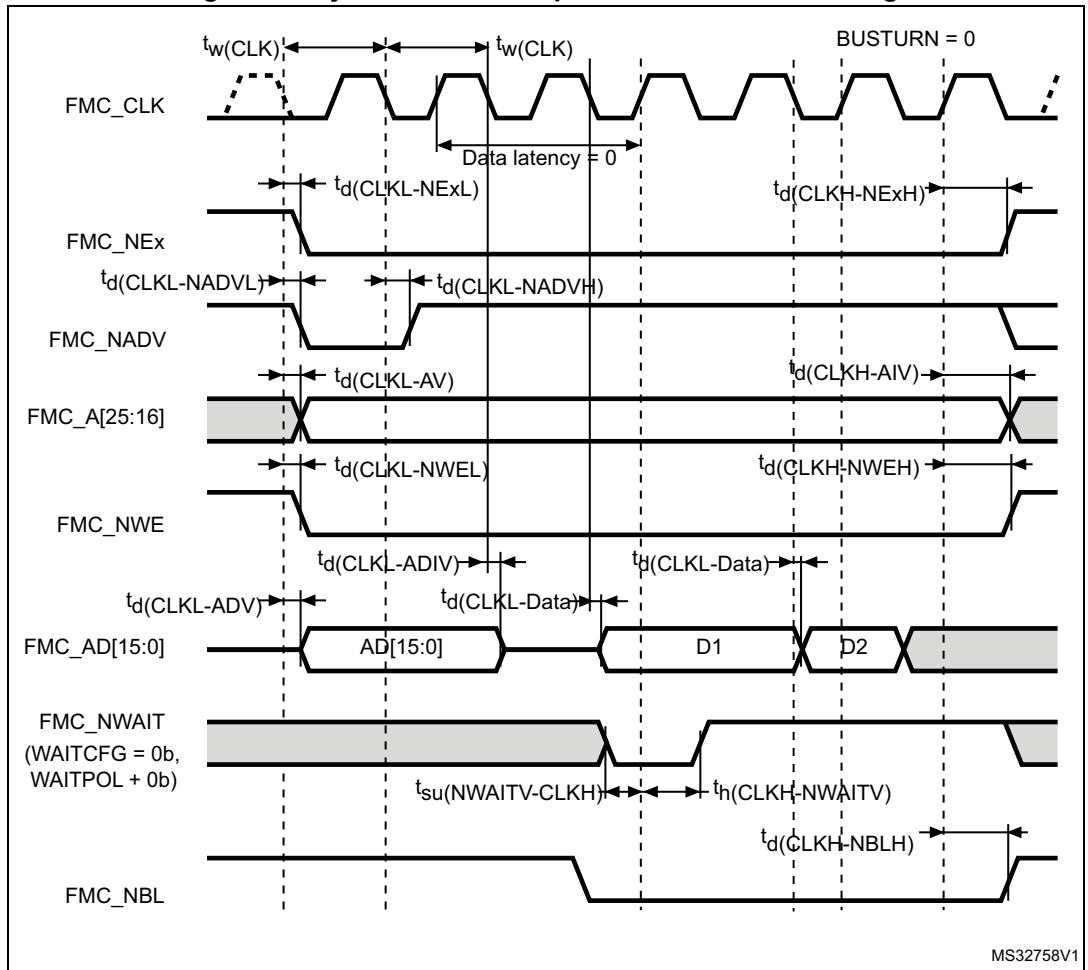 tw(CLK) tw(CLK) BUSTURN = 0
FMC_CLK
Data latency = 0
td(CLKL-NExL) td(CLKH-NExH)
FMC_NEx
td(CLKL-NADVL) td(CLKL-NADVH)
FMC_NADV
td(CLKL-AV) td(CLKH-AIV)
FMC_A[25:16]
td(CLKL-NWEL) td(CLKH-NWEH)
FMC_NWE
td(CLKL-ADIV) td(CLKL-Data)
td(CLKL-ADV) td(CLKL-Data)
FMC_AD[15:0] AD[15:0] D1 D2
FMC_NWAIT
(WAITCFG = 0b,
WAITPOL + 0b)
tsu(NWAITV-CLKH) th(CLKH-NWAITV)
td(CLKH-NBLH)
FMC_NBL
MS32758V1